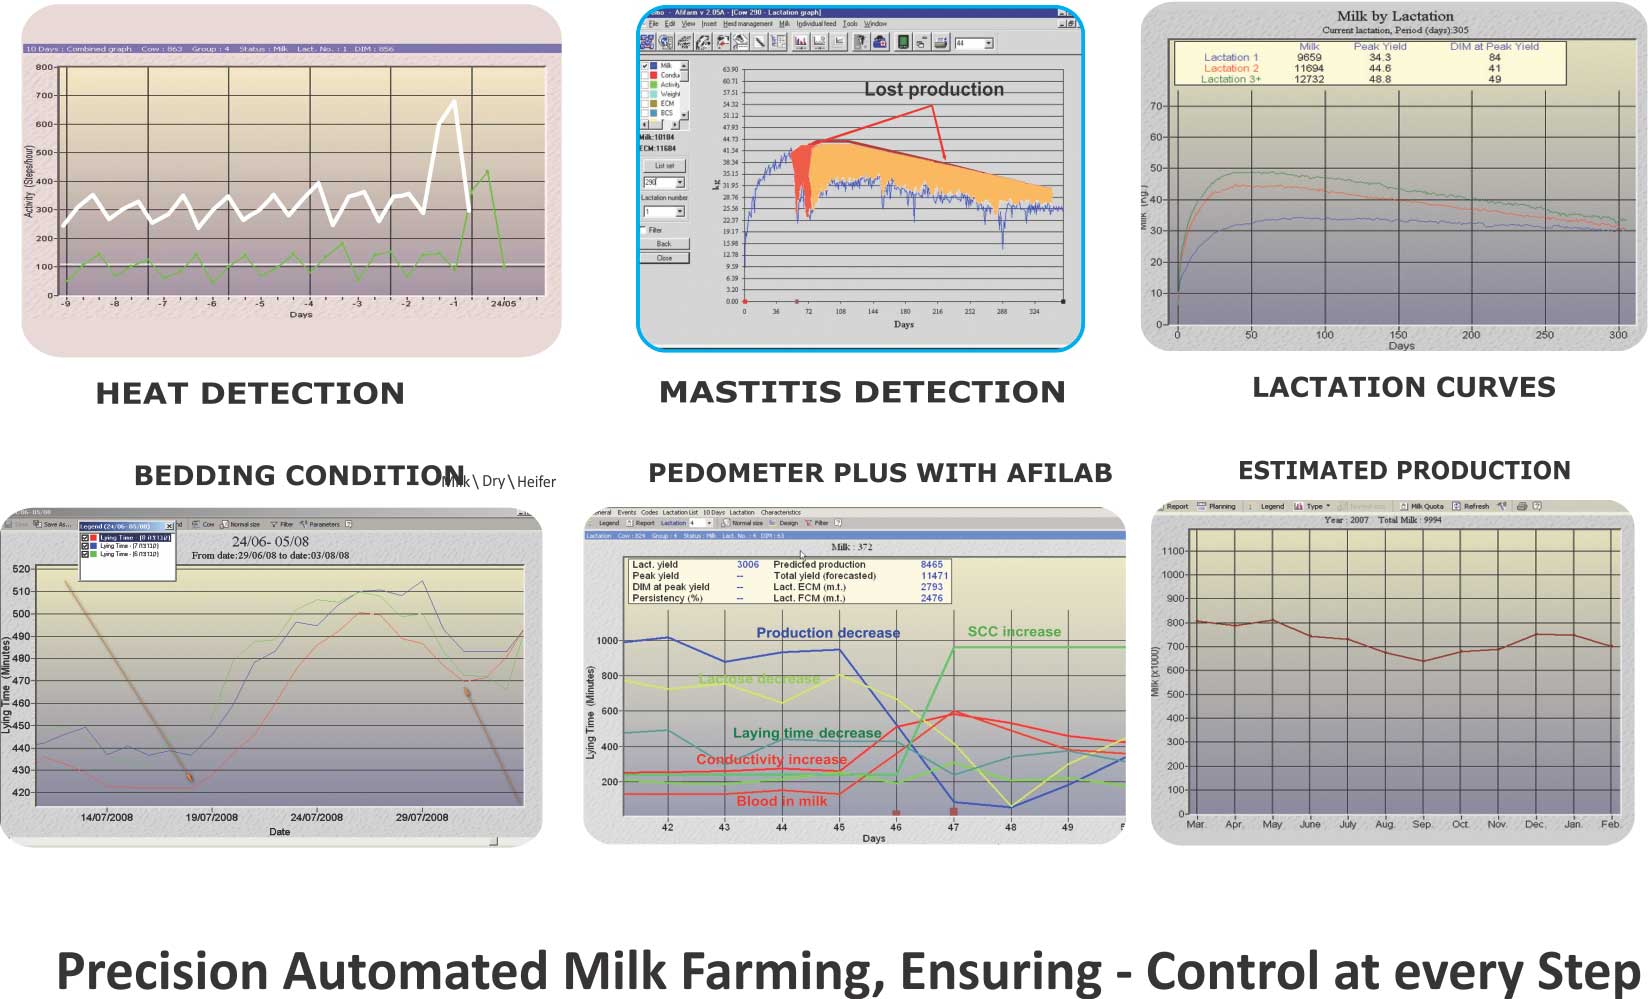 10 Days : Combined graph Cow : 863 Group : 4 Status : Milk Lact. No. : 1 DIM : 856
800
700
600
500
400
300
200
100
0
Activity (Steps/hour)
-9 -8 -7 -6 -5 -4 -3 -2 -1 24/05
Days
HEAT DETECTION
- Afifarm v 2.05A - [Cow 290 - Lactation graph]
File Edit View Insert Herd management Milk Individual feed Tools Window
44
Milk
Condu
Activity
Weight
ECM
BCS
Milk:10184
ECM:11684
List set
290
Lactation number
1
Filter
Back
Close
Lost production
63.90
60.71
57.51
54.32
51.12
47.93
44.73
41.54
38.34
35.15
31.95
28.76
25.56
22.37
19.17
15.98
12.78
9.59
6.39
3.20
0.00
kg
0 36 72 108 144 180 216 252 288 324
Days
MASTITIS DETECTION
Milk by Lactation
Current lactation, Period (days):305
Milk Peak Yield DIM at Peak Yield
Lactation 1 9659 34.3 84
Lactation 2 11694 44.6 41
Lactation 3+ 12732 48.8 49
70
60
50
40
30
20
10
0
Milk (Kg.)
0 50 100 150 200 250 300
Days
LACTATION CURVES
BEDDING CONDITION
Milk\Dry\Heifer
06 - 05/08
Save As... Cow Normal size Filter Parameters
Legend (24/06- 05/08)
Lying Time -
Lying Time -
Lying Time -
24/06- 05/08
From date:29/06/08 to date:03/08/08
520
510
500
490
480
470
460
450
440
430
420
Lying Time (Minutes)
14/07/2008 19/07/2008 24/07/2008 29/07/2008
Date
PEDOMETER PLUS WITH AFILAB
General Events Codes Lactation List 10 Days Lactation Characteristics
Legend Report Lactation 4 Normal size Design Filter
Lactation Cow : 824 Group : 4 Status : Milk Lact. No. : 4 DIM : 63
Milk : 372
Lact. yield 3006 Predicted production 8465
Peak yield -- Total yield (forecasted) 11471
DIM at peak yield -- Lact. ECM (m.t.) 2793
Persistency (%) -- Lact. FCM (m.t.) 2476
Production decrease
SCC increase
Lactose decrease
Laying time decrease
Conductivity increase
Blood in milk
1000
800
600
400
200
Lying Time (Minutes)
42 43 44 45 46 47 48 49
Days
ESTIMATED PRODUCTION
Report Planning Legend Type Milk Quota Refresh
Year : 2007 Total Milk : 9994
1100
1000
900
800
700
600
500
400
300
200
100
0
Milk (x1000)
Mar. Apr. May June July Aug. Sep. Oct. Nov. Dec. Jan. Feb.
Precision Automated Milk Farming, Ensuring - Control at every Step